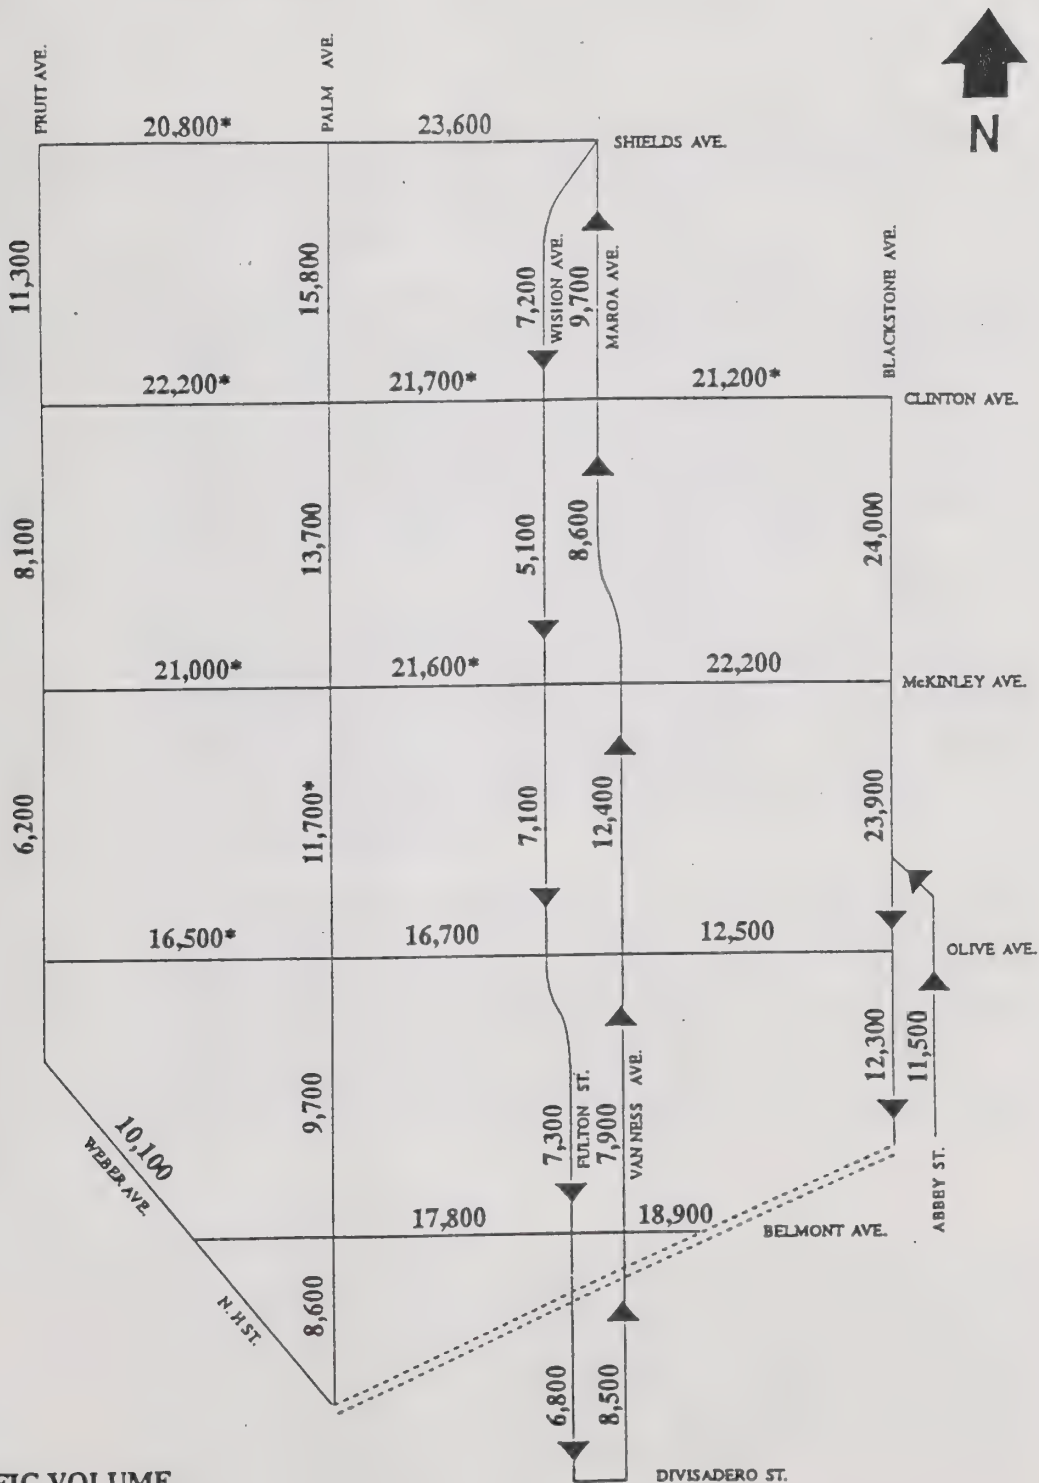 N
PRUIT AVE.
PALM AVE.
20,800*
23,600
SHIELDS AVE.
11,300
15,800
7,200
WISHON AVE.
9,700
MAROA AVE.
BLACKSTONE AVE.
22,200*
21,700*
21,200*
CLINTON AVE.
8,100
13,700
5,100
8,600
24,000
21,000*
21,600*
22,200
McKINLEY AVE.
6,200
11,700*
7,100
12,400
23,900
16,500*
16,700
12,500
OLIVE AVE.
12,300
11,500
9,700
7,300
FULTON ST.
7,900
VAN NESS AVE.
10,100
WEBER AVE.
ABBEY ST.
17,800
18,900
BELMONT AVE.
N. H ST.
8,600
6,800
8,500
DIVISADERO ST.